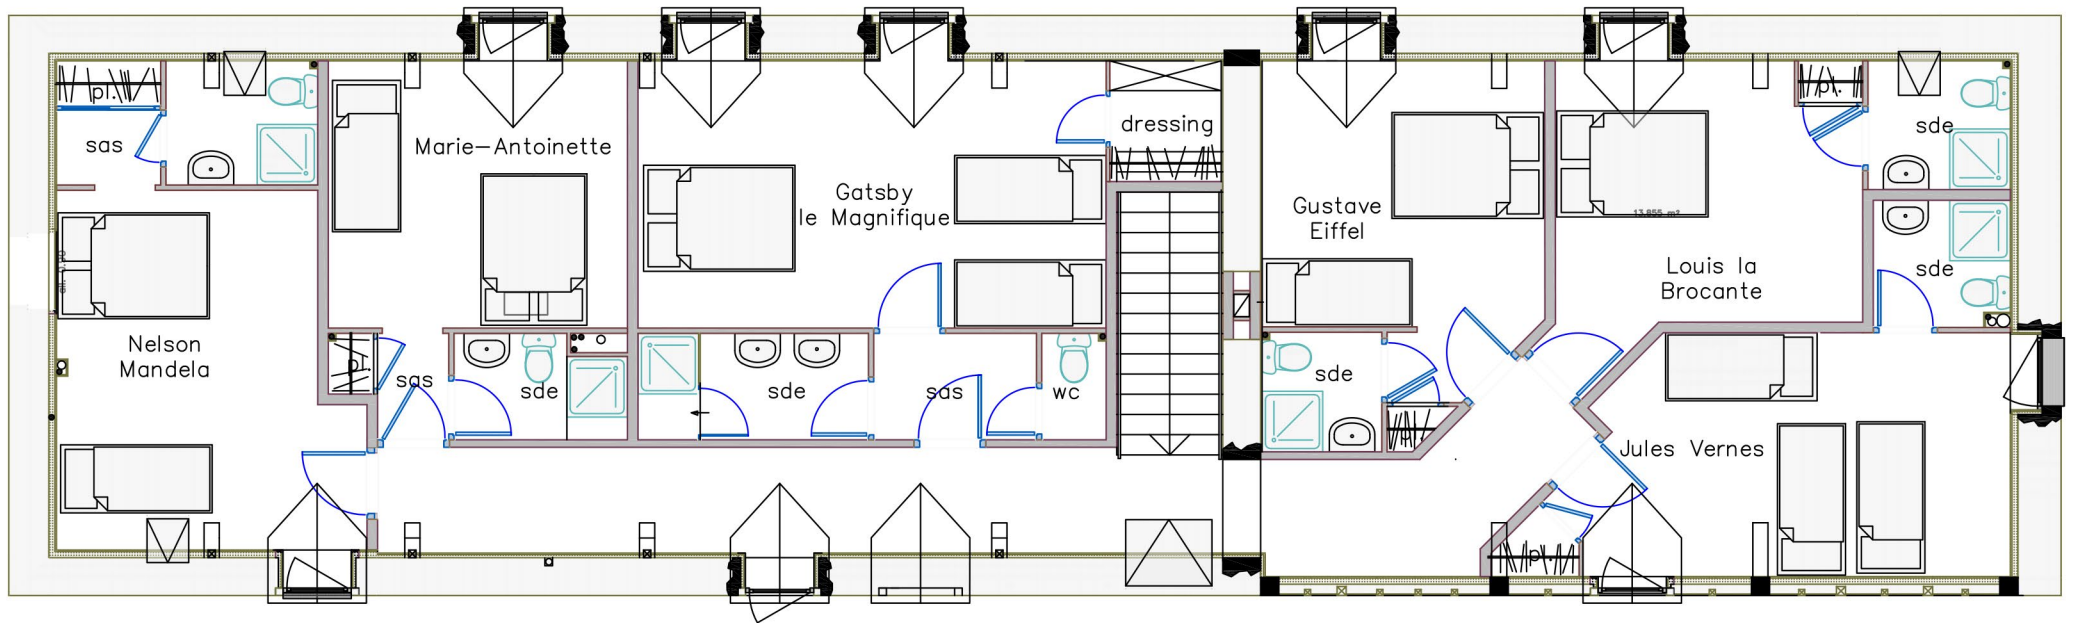 pl.
sas
Nelson
Mandela
Marie-Antoinette
pl.
sas
sde
Gatsby
le Magnifique
sde
sas
wc
dressing
Gustave
Eiffel
sde
pl.
13.855 m²
Louis la
Brocante
pl.
sde
sde
Jules Vernes
pl.